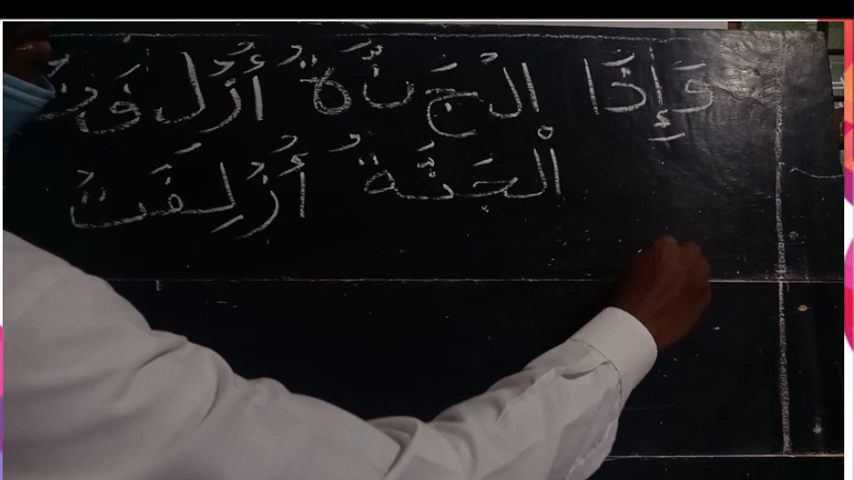 وَإِذَا الْ جَ نَّ ةُ أُزْ لِ فَ تْ
الْجَنَّةُ أُزْلِفَتْ